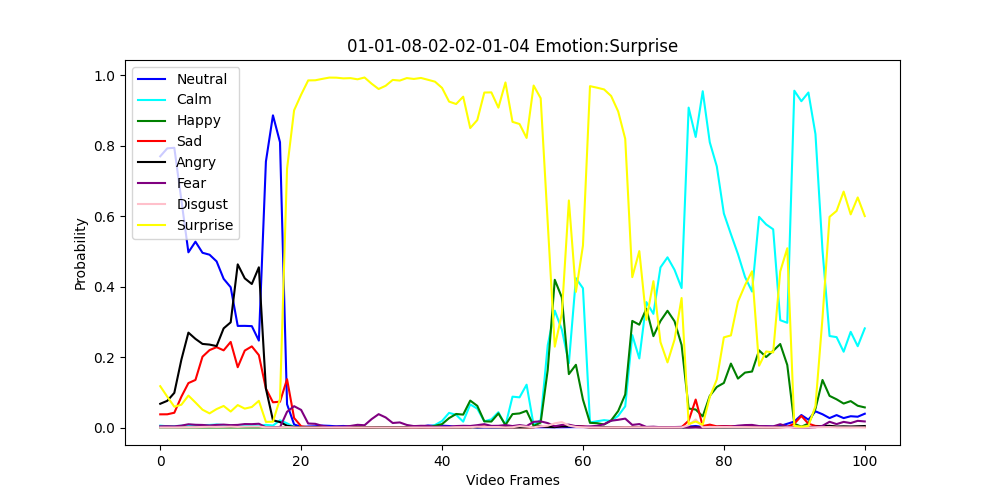 01-01-08-02-02-01-04 Emotion:Surprise
1.0
0.8
0.6
0.4
0.2
0.0
Probability
Neutral
Calm
Happy
Sad
Angry
Fear
Disgust
Surprise
0 20 40 60 80 100
Video Frames